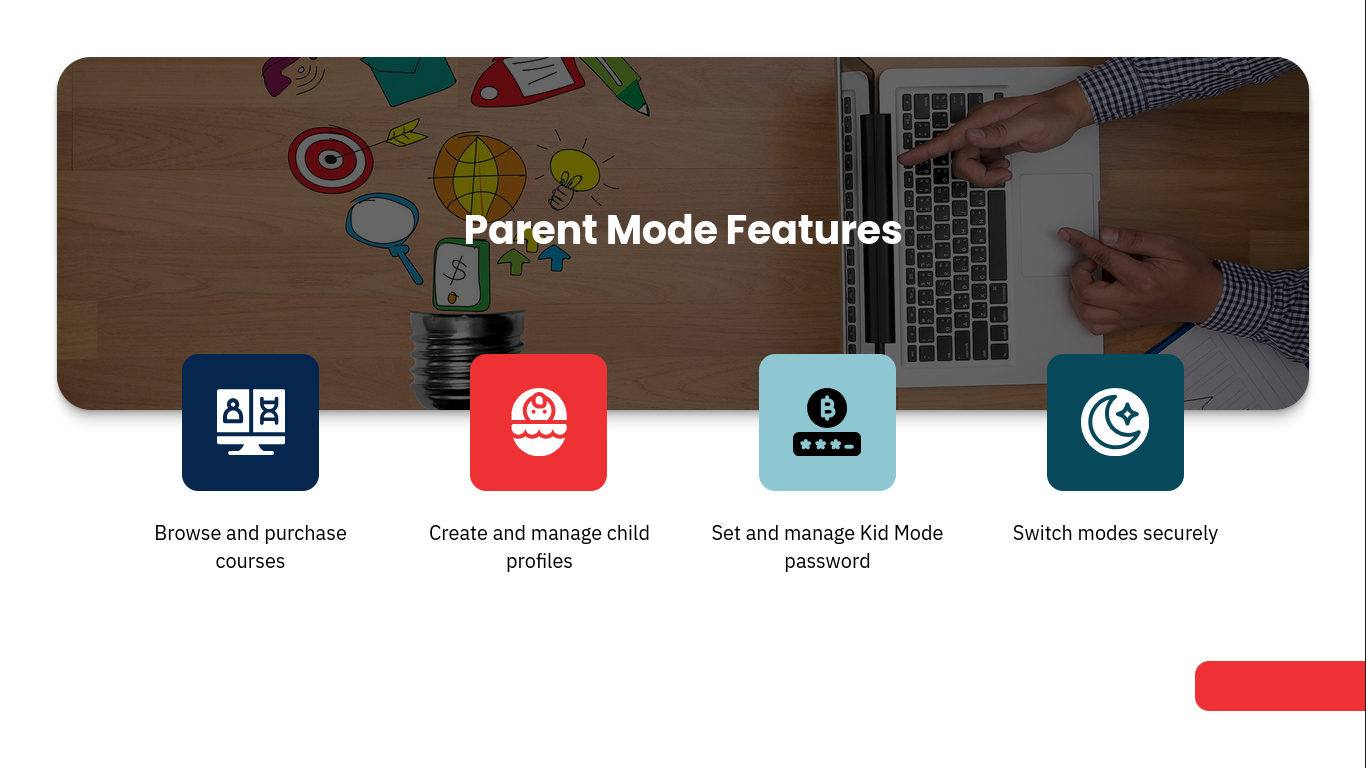 Parent Mode Features
Browse and purchase
courses
Create and manage child
profiles
Set and manage Kid Mode
password
Switch modes securely